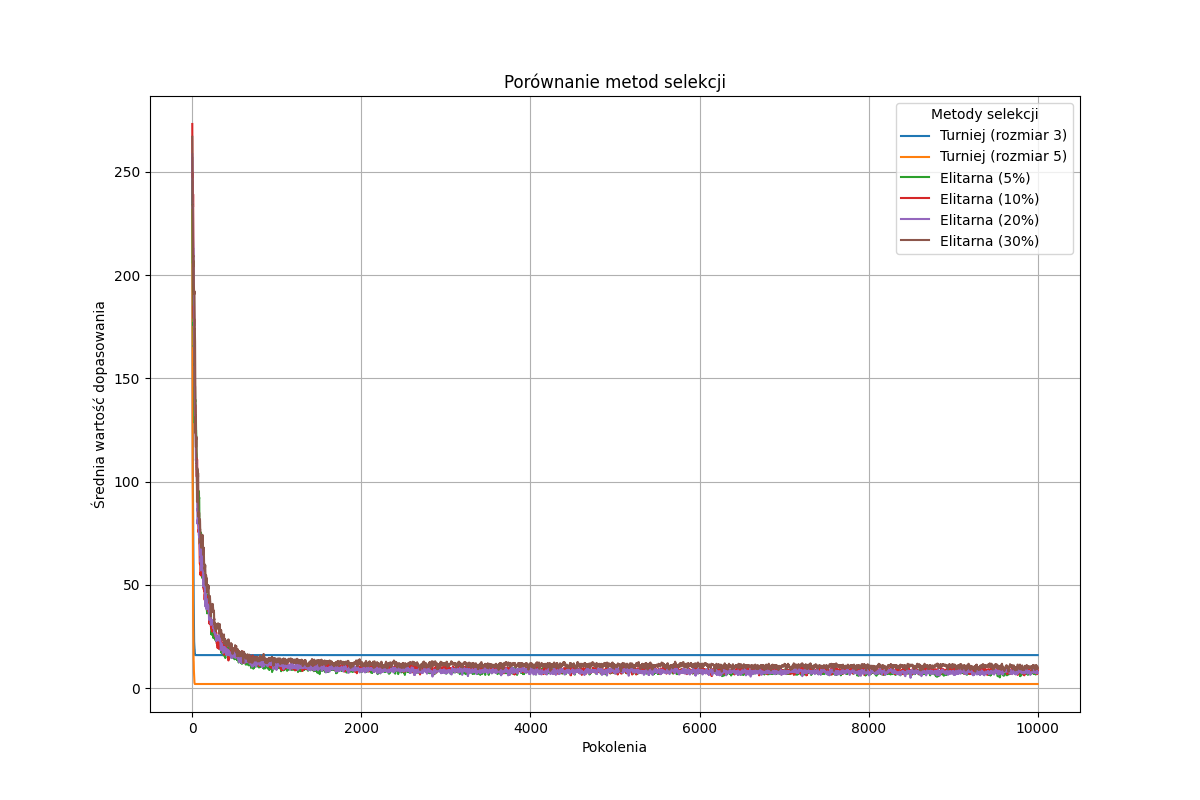 Porównanie metod selekcji
Metody selekcji
Turniej (rozmiar 3)
Turniej (rozmiar 5)
Elitarna (5%)
Elitarna (10%)
Elitarna (20%)
Elitarna (30%)
Średnia wartość dopasowania
250
200
150
100
50
0
0 2000 4000 6000 8000 10000
Pokolenia